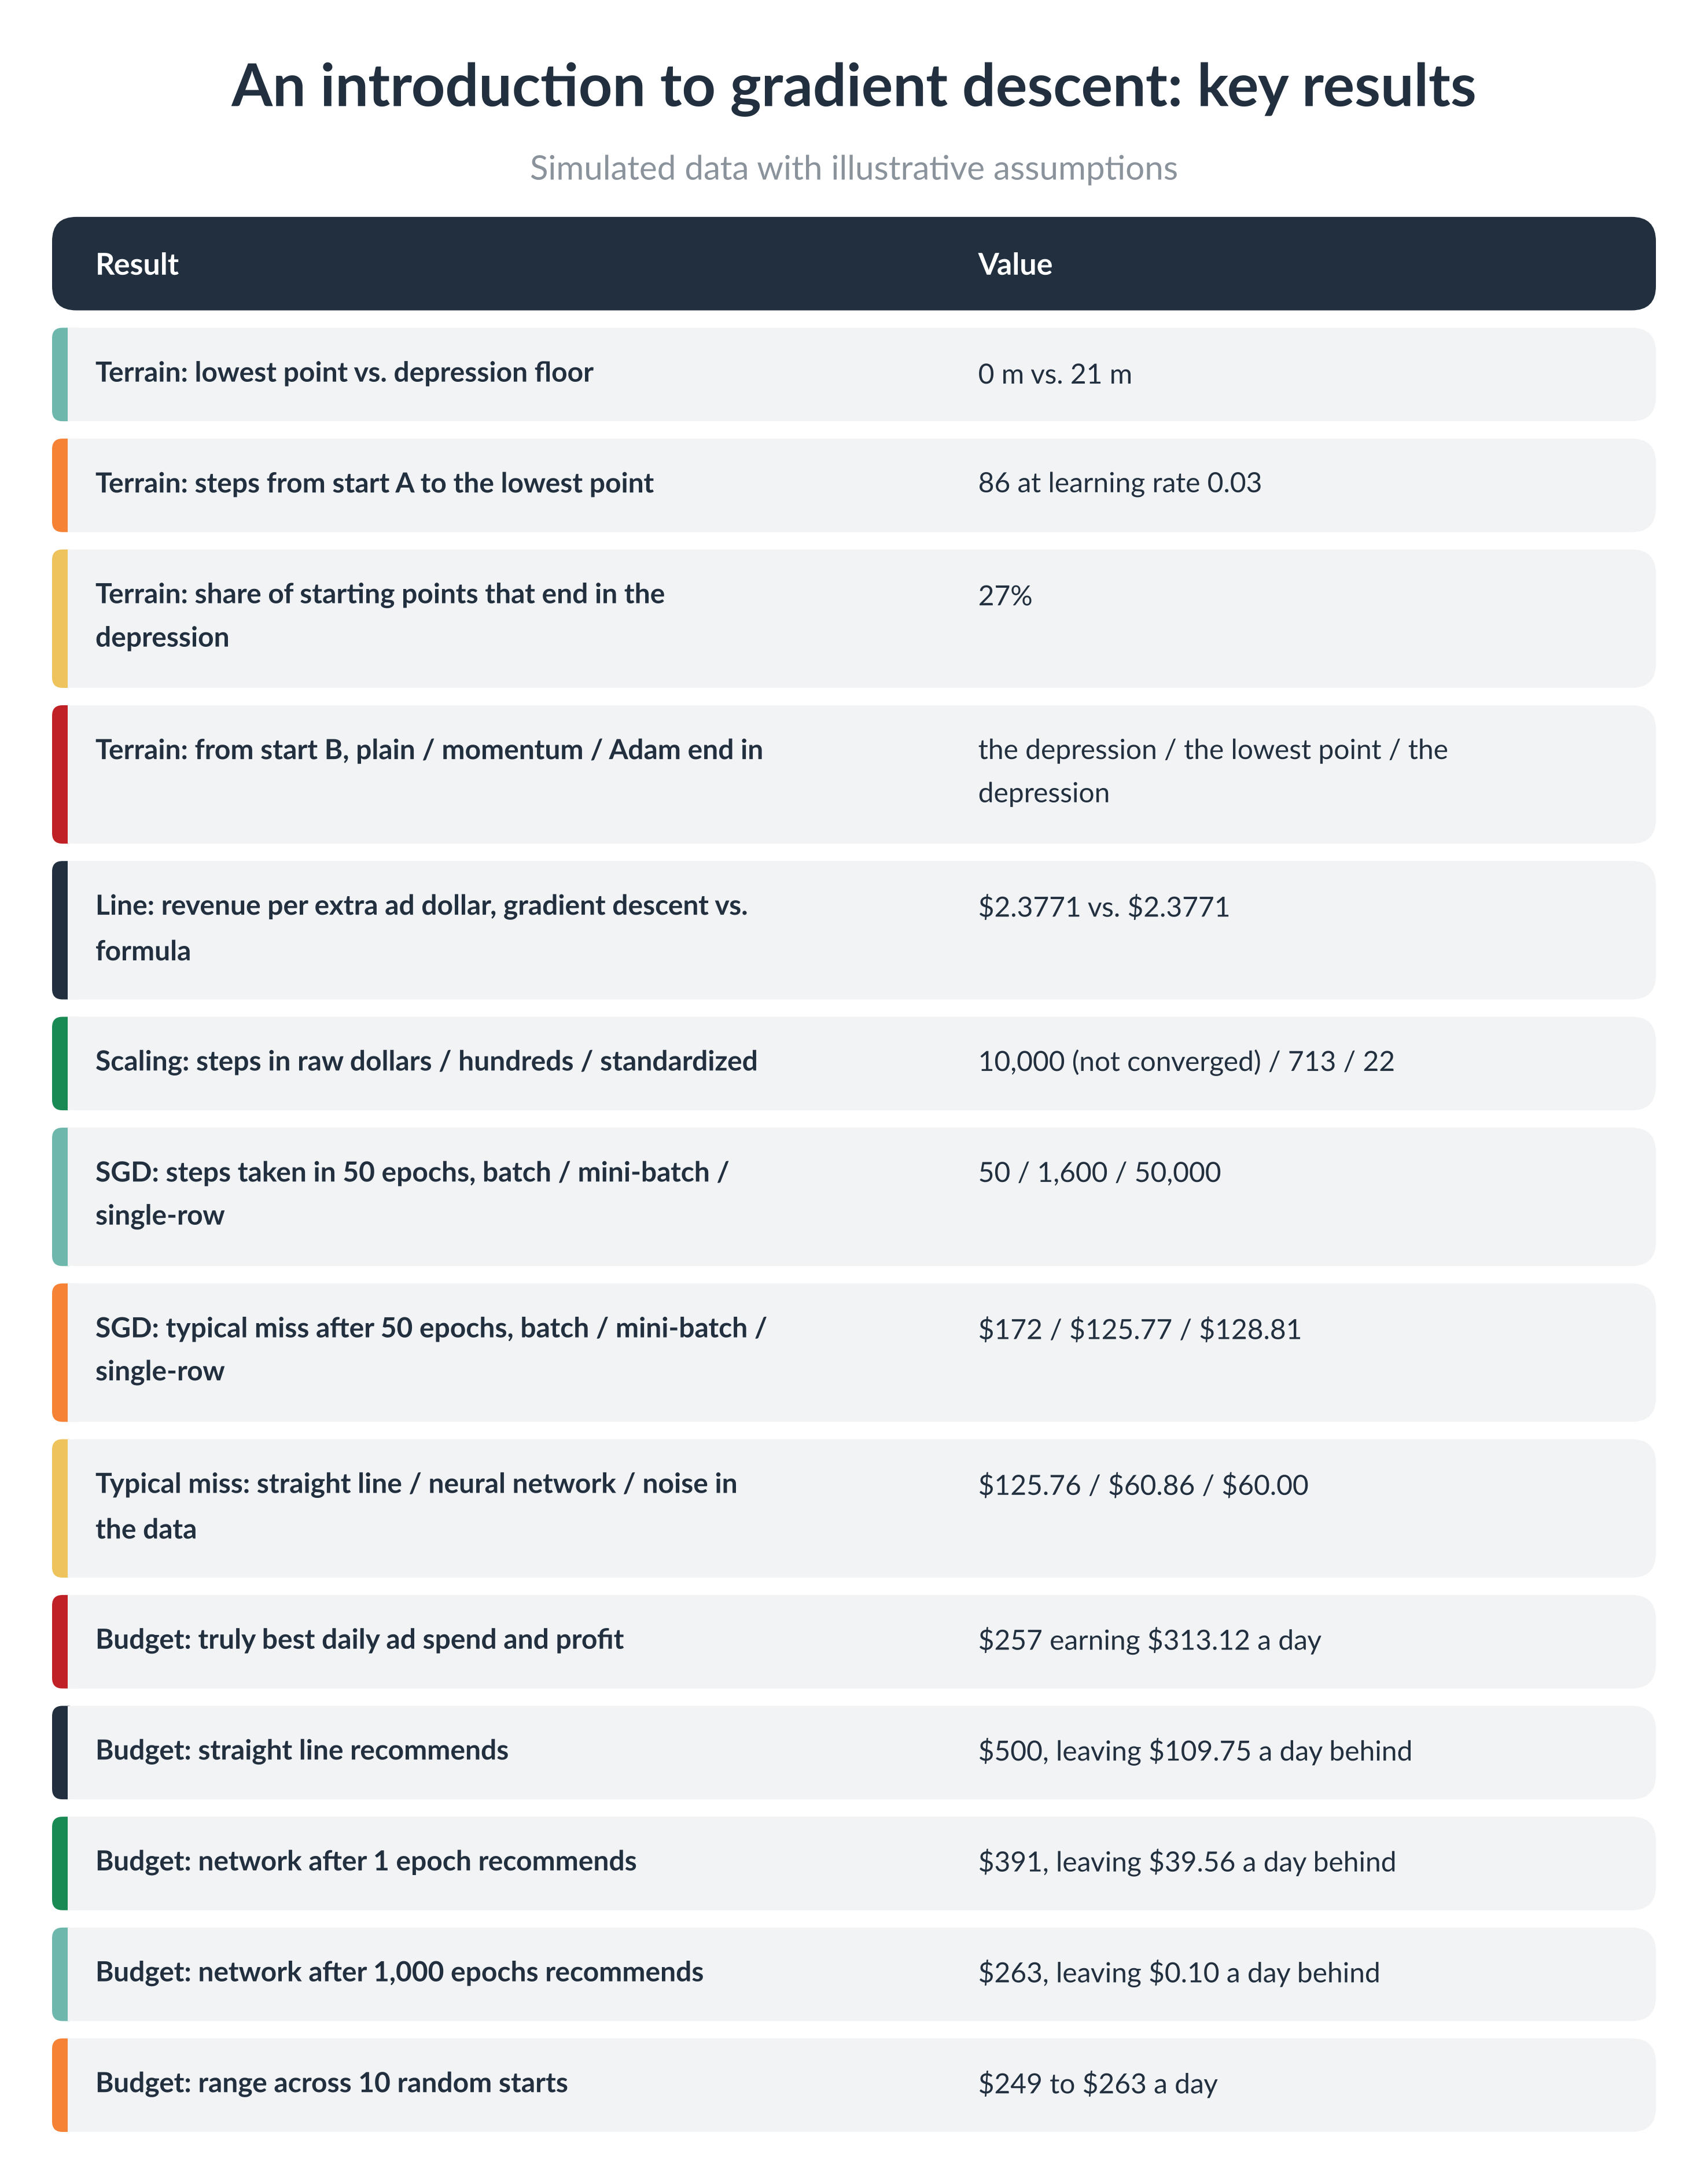 An introduction to gradient descent: key results
Simulated data with illustrative assumptions
Result Value
Terrain: lowest point vs. depression floor 0 m vs. 21 m
Terrain: steps from start A to the lowest point 86 at learning rate 0.03
Terrain: share of starting points that end in the 27%
depression
Terrain: from start B, plain / momentum / Adam end in the depression / the lowest point / the
depression
Line: revenue per extra ad dollar, gradient descent vs. $2.3771 vs. $2.3771
formula
Scaling: steps in raw dollars / hundreds / standardized 10,000 (not converged) / 713 / 22
SGD: steps taken in 50 epochs, batch / mini-batch / 50 / 1,600 / 50,000
single-row
SGD: typical miss after 50 epochs, batch / mini-batch / $172 / $125.77 / $128.81
single-row
Typical miss: straight line / neural network / noise in $125.76 / $60.86 / $60.00
the data
Budget: truly best daily ad spend and profit $257 earning $313.12 a day
Budget: straight line recommends $500, leaving $109.75 a day behind
Budget: network after 1 epoch recommends $391, leaving $39.56 a day behind
Budget: network after 1,000 epochs recommends $263, leaving $0.10 a day behind
Budget: range across 10 random starts $249 to $263 a day